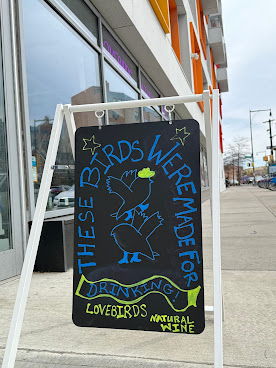 THESE BIRDS WERE MADE FOR
DRINKING!
LOVEBIRDS
NATURAL
WINE